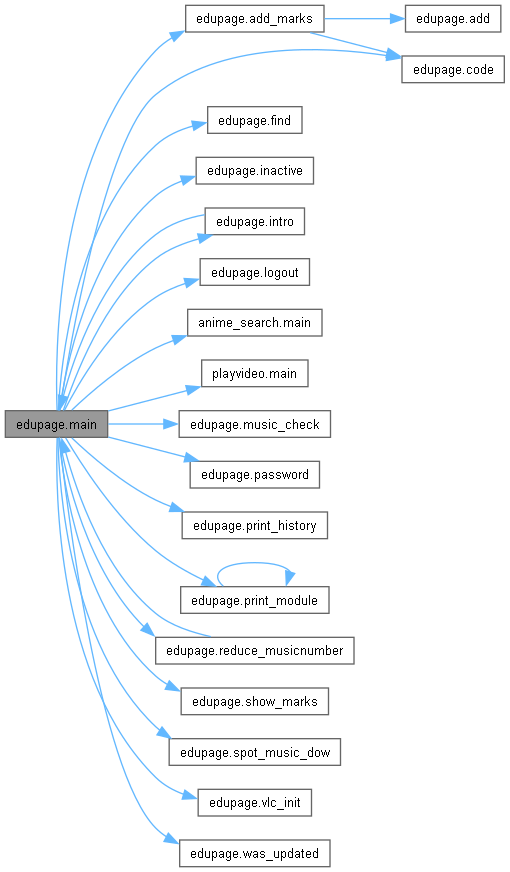 edupage.add_marks
edupage.add
edupage.code
edupage.find
edupage.inactive
edupage.intro
edupage.logout
anime_search.main
playvideo.main
edupage.main
edupage.music_check
edupage.password
edupage.print_history
edupage.print_module
edupage.reduce_musicnumber
edupage.show_marks
edupage.spot_music_dow
edupage.vlc_init
edupage.was_updated